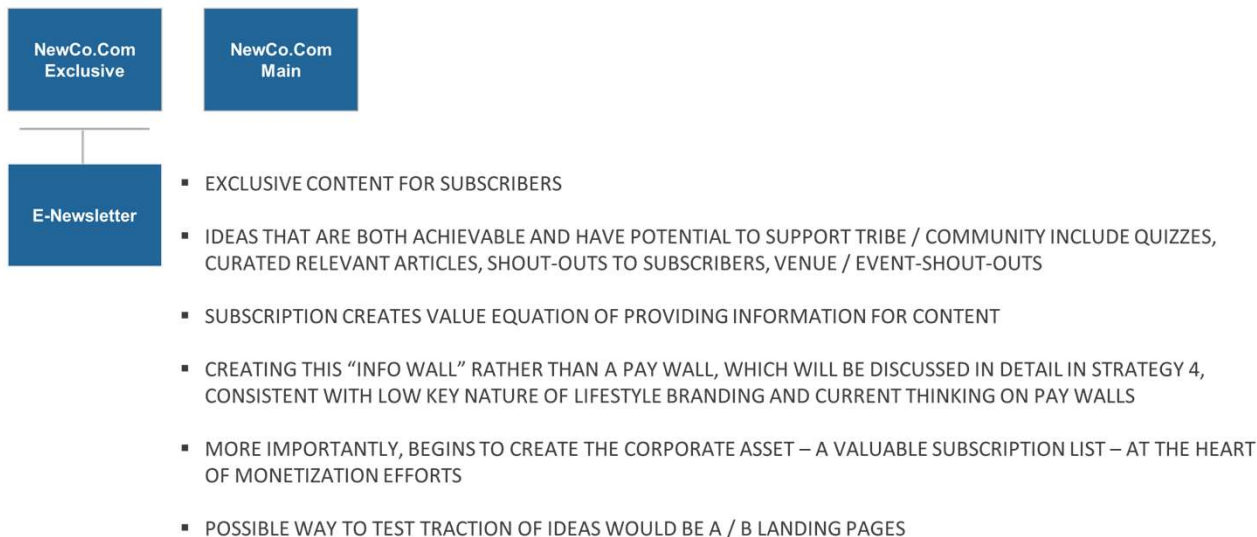 NewCo.Com
Exclusive
NewCo.Com
Main
E-Newsletter
▪ EXCLUSIVE CONTENT FOR SUBSCRIBERS
▪ IDEAS THAT ARE BOTH ACHIEVABLE AND HAVE POTENTIAL TO SUPPORT TRIBE / COMMUNITY INCLUDE QUIZZES,
CURATED RELEVANT ARTICLES, SHOUT-OUTS TO SUBSCRIBERS, VENUE / EVENT-SHOUT-OUTS
▪ SUBSCRIPTION CREATES VALUE EQUATION OF PROVIDING INFORMATION FOR CONTENT
▪ CREATING THIS “INFO WALL” RATHER THAN A PAY WALL, WHICH WILL BE DISCUSSED IN DETAIL IN STRATEGY 4,
CONSISTENT WITH LOW KEY NATURE OF LIFESTYLE BRANDING AND CURRENT THINKING ON PAY WALLS
▪ MORE IMPORTANTLY, BEGINS TO CREATE THE CORPORATE ASSET – A VALUABLE SUBSCRIPTION LIST – AT THE HEART
OF MONETIZATION EFFORTS
▪ POSSIBLE WAY TO TEST TRACTION OF IDEAS WOULD BE A / B LANDING PAGES